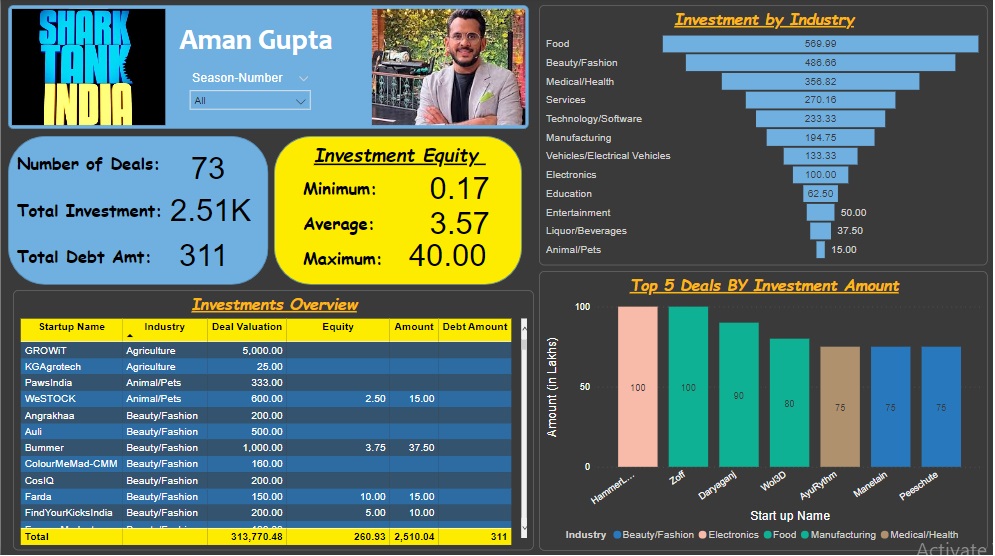 SHARK
TANK
INDIA
Aman Gupta
Season-Number
All
Number of Deals: 73
Total Investment: 2.51K
Total Debt Amt: 311
Investment Equity
Minimum: 0.17
Average: 3.57
Maximum: 40.00
Investments Overview
Startup Name Industry Deal Valuation Equity Amount Debt Amount
GROWiT Agriculture 5,000.00
KGAgrotech Agriculture 25.00
PawsIndia Animal/Pets 333.00
WeSTOCK Animal/Pets 600.00 2.50 15.00
Angrakhaa Beauty/Fashion 200.00
Auli Beauty/Fashion 500.00
Bummer Beauty/Fashion 1,000.00 3.75 37.50
ColourMeMad-CMM Beauty/Fashion 160.00
CosIQ Beauty/Fashion 200.00
Farda Beauty/Fashion 150.00 10.00 15.00
FindYourKicksIndia Beauty/Fashion 200.00 5.00 10.00
Total 313,770.48 260.93 2,510.04 311
Investment by Industry
Food 569.99
Beauty/Fashion 486.66
Medical/Health 356.82
Services 270.16
Technology/Software 233.33
Manufacturing 194.75
Vehicles/Electrical Vehicles 133.33
Electronics 100.00
Education 62.50
Entertainment 50.00
Liquor/Beverages 37.50
Animal/Pets 15.00
Top 5 Deals BY Investment Amount
Amount (in Lakhs)
100
50
0
100 100 90 80 75 75 75
HammerL... Zoff Daryaganj Wol3D AyuRythm Manetain Peeschute
Start up Name
Industry Beauty/Fashion Electronics Food Manufacturing Medical/Health
Activate